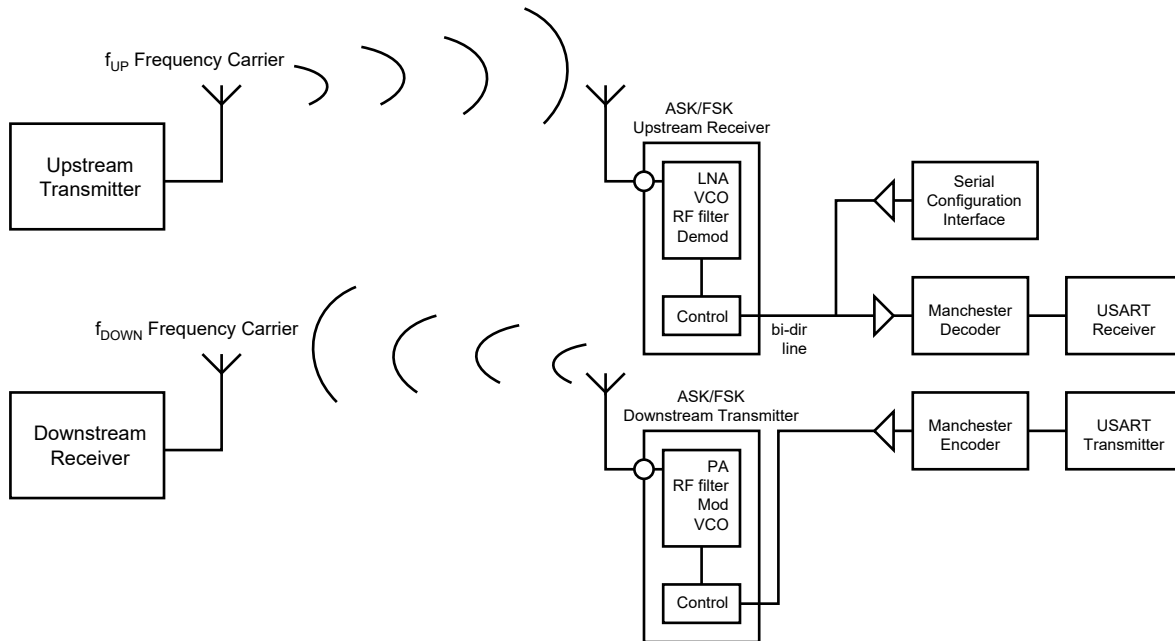 fUP Frequency Carrier
Upstream
Transmitter
ASK/FSK
Upstream Receiver
LNA
VCO
RF filter
Demod
Control
bi-dir
line
Serial
Configuration
Interface
Manchester
Decoder
USART
Receiver
fDOWN Frequency Carrier
Downstream
Receiver
ASK/FSK
Downstream Transmitter
PA
RF filter
Mod
VCO
Control
Manchester
Encoder
USART
Transmitter